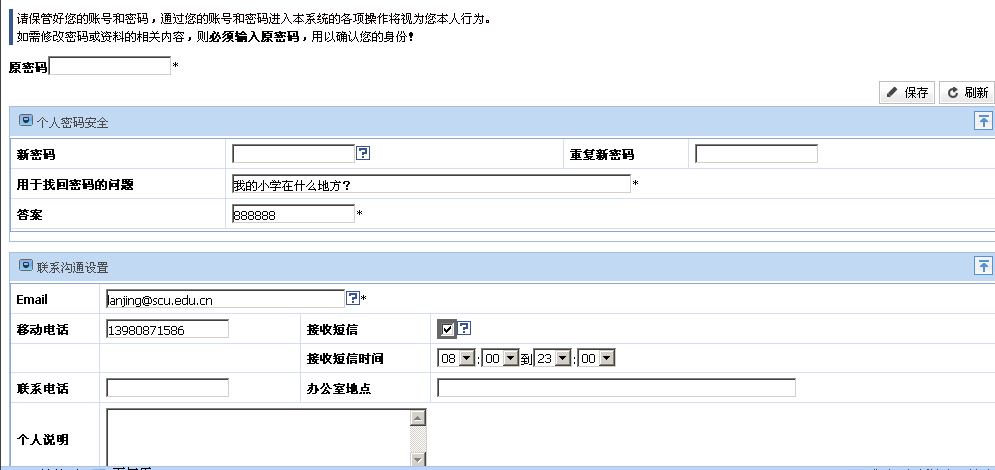 请保管好您的账号和密码，通过您的账号和密码进入本系统的各项操作将视为您本人行为。
如需修改密码或资料的相关内容，则必须输入原密码，用以确认您的身份！
原密码 *
保存 刷新
个人密码安全
新密码 ? 重复新密码
用于找回密码的问题 我的小学在什么地方？ *
答案 888888 *
联系沟通设置
Email lanjing@scu.edu.cn ? *
移动电话 13980871586 接收短信 ?
接收短信时间 08 : 00 到 23 : 00
联系电话 办公室地点
个人说明